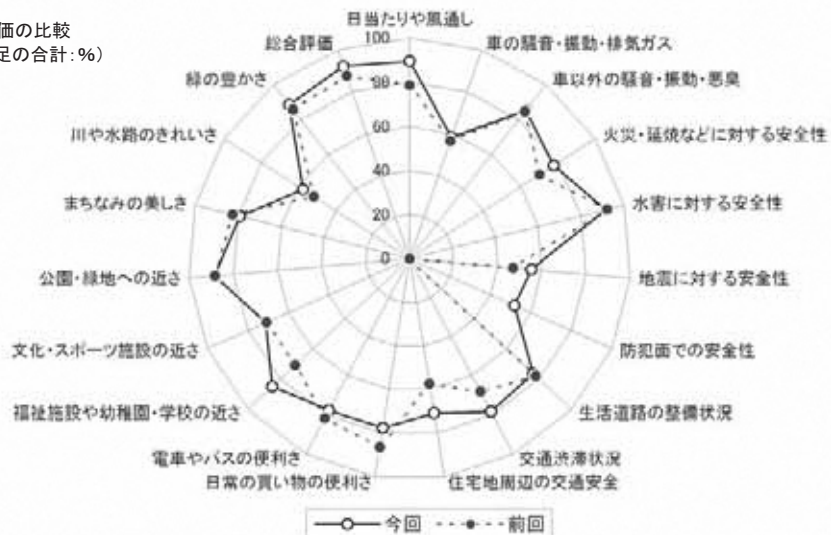 価の比較
足の合計:%)
日当たりや風通し
車の騒音・振動・排気ガス
車以外の騒音・振動・悪臭
火災・延焼などに対する安全性
水害に対する安全性
地震に対する安全性
防犯面での安全性
生活道路の整備状況
交通渋滞状況
住宅地周辺の交通安全
日常の買い物の便利さ
電車やバスの便利さ
福祉施設や幼稚園・学校の近さ
文化・スポーツ施設の近さ
公園・緑地への近さ
まちなみの美しさ
川や水路のきれいさ
緑の豊かさ
総合評価
100
80
60
40
20
0
今回
前回